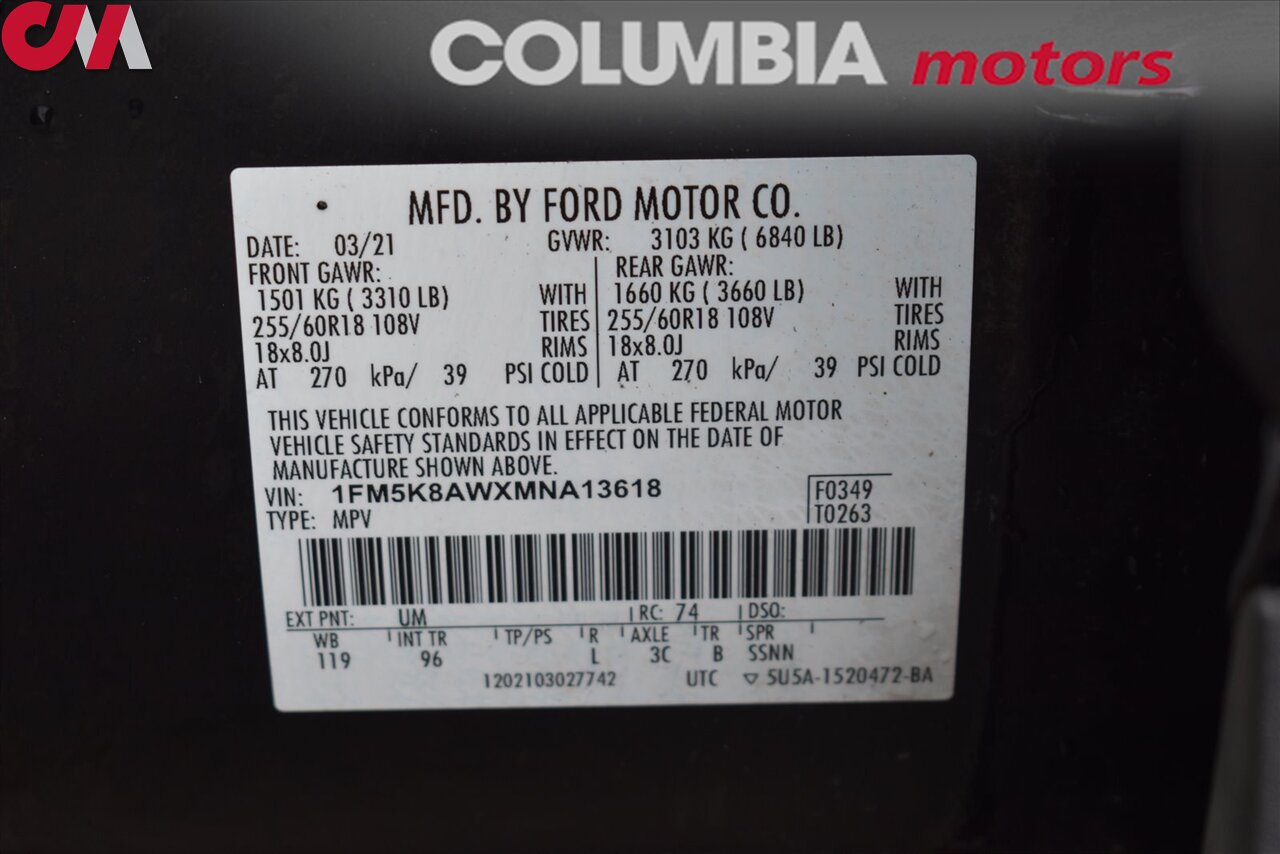 CM
COLUMBIA motors
MFD. BY FORD MOTOR CO.
DATE: 03/21 GVWR: 3103 KG ( 6840 LB)
FRONT GAWR: REAR GAWR:
1501 KG ( 3310 LB) WITH 1660 KG ( 3660 LB) WITH
255/60R18 108V TIRES 255/60R18 108V TIRES
18x8.0J RIMS 18x8.0J RIMS
AT 270 kPa/ 39 PSI COLD AT 270 kPa/ 39 PSI COLD
THIS VEHICLE CONFORMS TO ALL APPLICABLE FEDERAL MOTOR
VEHICLE SAFETY STANDARDS IN EFFECT ON THE DATE OF
MANUFACTURE SHOWN ABOVE.
VIN: 1FM5K8AWXMNA13618 F0349
TYPE: MPV T0263
EXT PNT: UM RC: 74 DSO:
WB INT TR TP/PS R AXLE TR SPR
119 96 L 3C B SSNN
1202103027742 UTC ▽ 5U5A-1520472-BA